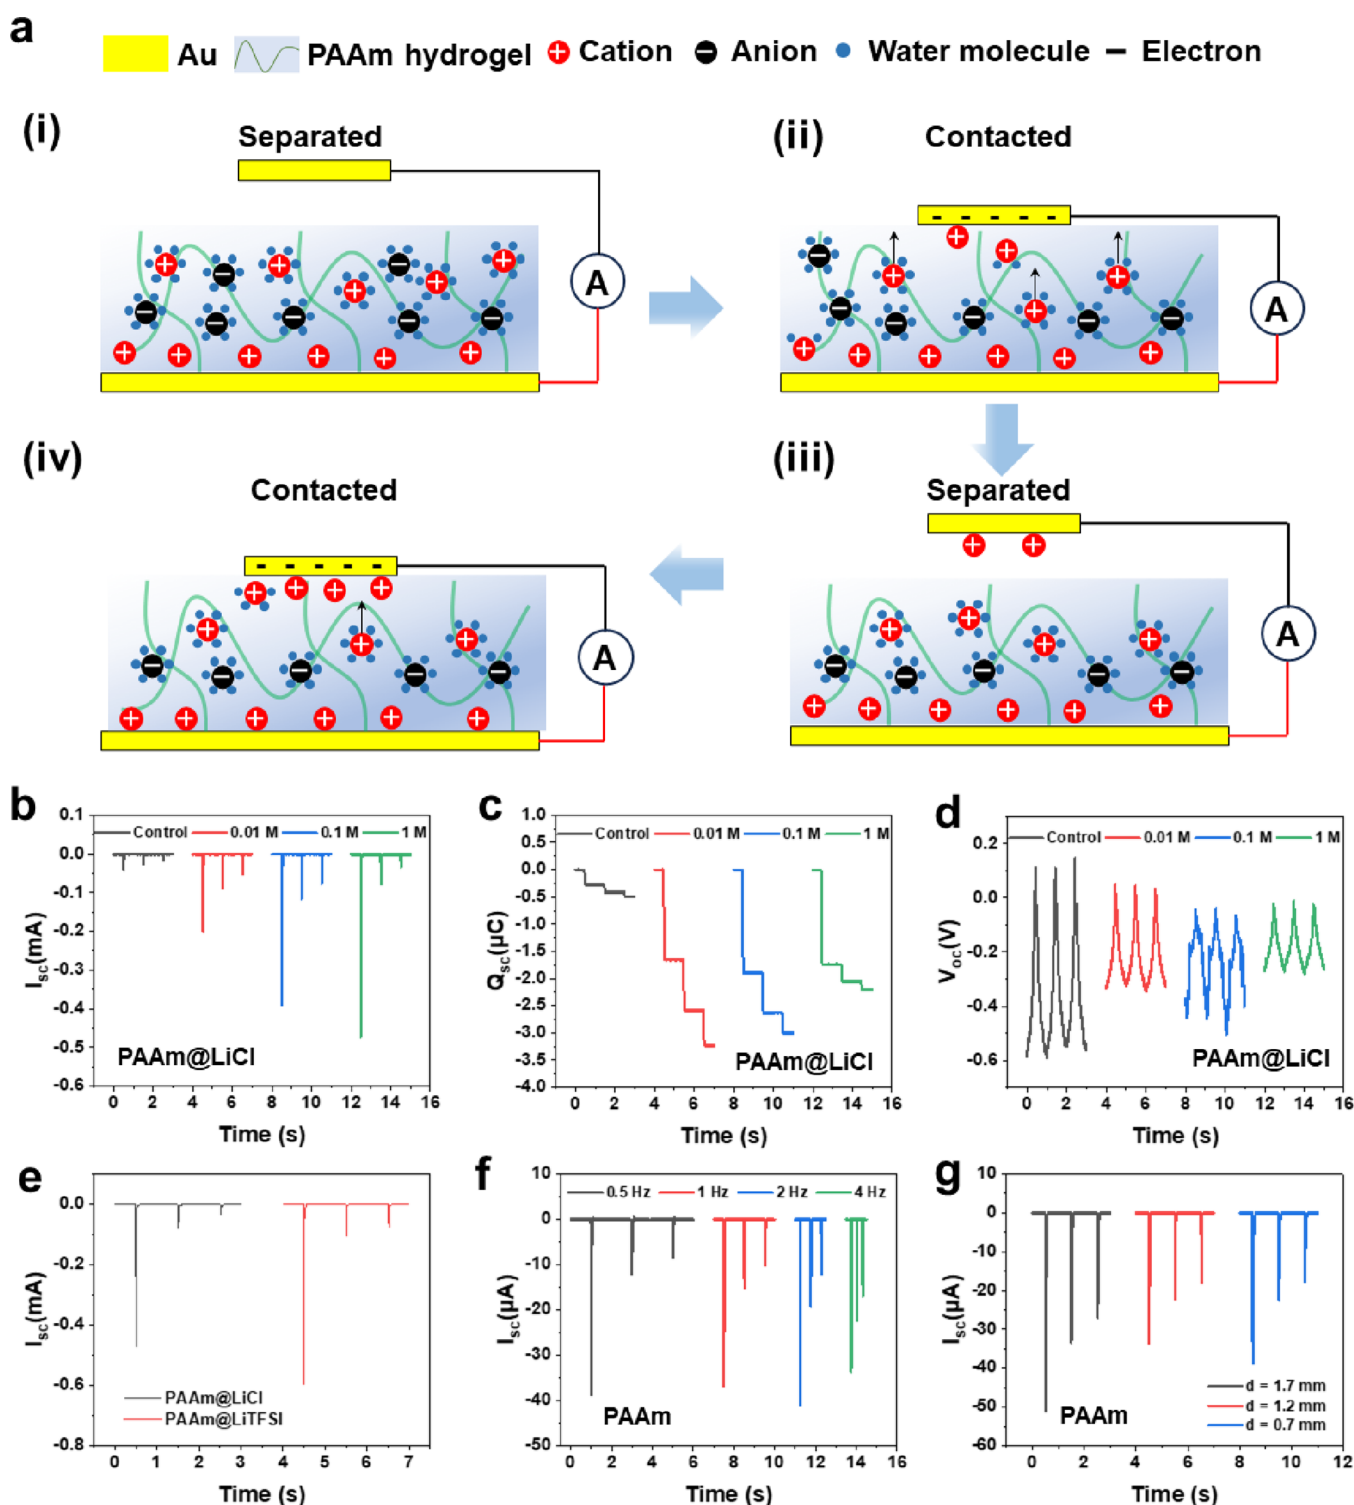 a
Au PAAm hydrogel + Cation − Anion Water molecule − Electron
(i) Separated
A
(ii) Contacted
A
(iv) Contacted
A
(iii) Separated
A
b
Control 0.01 M 0.1 M 1 M
0.1
0.0
-0.1
-0.2
-0.3
-0.4
-0.5
-0.6
Isc(mA)
PAAm@LiCl
0 2 4 6 8 10 12 14 16
Time (s)
c
Control 0.01 M 0.1 M 1 M
1.0
0.5
0.0
-0.5
-1.0
-1.5
-2.0
-2.5
-3.0
-3.5
-4.0
Qsc(μC)
PAAm@LiCl
0 2 4 6 8 10 12 14 16
Time (s)
d
Control 0.01 M 0.1 M 1 M
0.2
0.0
-0.2
-0.4
-0.6
Voc(V)
PAAm@LiCl
0 2 4 6 8 10 12 14 16
Time (s)
e
0.0
-0.2
-0.4
-0.6
-0.8
Isc(mA)
PAAm@LiCl
PAAm@LiTFSI
0 1 2 3 4 5 6 7
Time (s)
f
0.5 Hz 1 Hz 2 Hz 4 Hz
10
0
-10
-20
-30
-40
-50
Isc(μA)
PAAm
0 2 4 6 8 10 12 14 16
Time (s)
g
10
0
-10
-20
-30
-40
-50
-60
Isc(μA)
PAAm
d = 1.7 mm
d = 1.2 mm
d = 0.7 mm
0 2 4 6 8 10 12
Time (s)